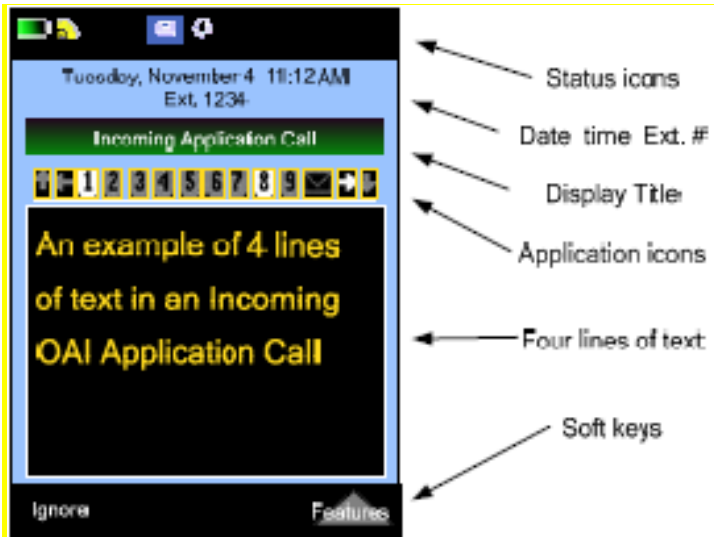 Tuesday, November 4 11:12 AM
Ext. 1234
Incoming Application Call
1 2 3 4 5 6 7 8 9
An example of 4 lines
of text in an Incoming
OAI Application Call
Ignore
Features
Status icons
Date time Ext. #
Display Title
Application icons
Four lines of text
Soft keys